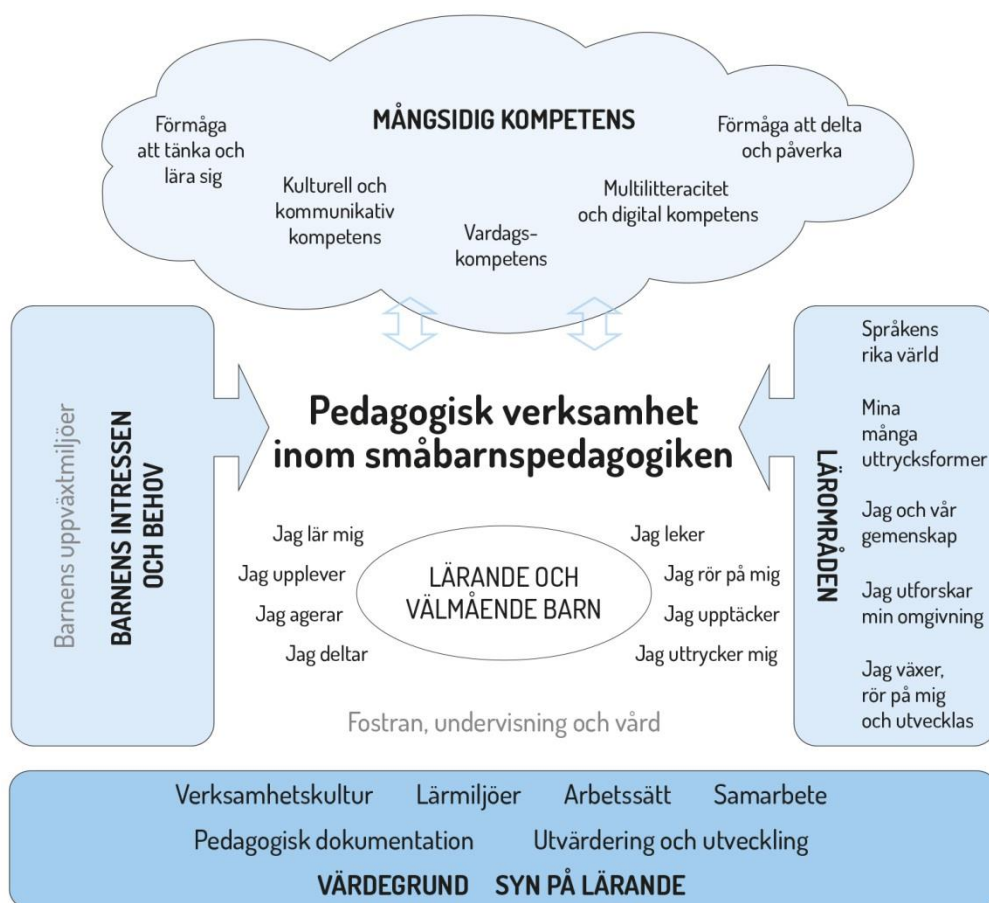 MÅNGSIDIG KOMPETENS
Förmåga
att tänka och
lära sig
Kulturell och
kommunikativ
kompetens
Vardags-
kompetens
Multilitteracitet
och digital kompetens
Förmåga att delta
och påverka
Barnens uppväxtmiljöer
BARNENS INTRESSEN
OCH BEHOV
Pedagogisk verksamhet
inom småbarnspedagogiken
Jag lär mig
Jag upplever
Jag agerar
Jag deltar
LÄRANDE OCH
VÄLMÅENDE BARN
Jag leker
Jag rör på mig
Jag upptäcker
Jag uttrycker mig
Fostran, undervisning och vård
LÄROMRÅDEN
Språkens
rika värld
Mina
många
uttrycksformer
Jag och vår
gemenskap
Jag utforskar
min omgivning
Jag växer,
rör på mig
och utvecklas
Verksamhetskultur Lärmiljöer Arbetssätt Samarbete
Pedagogisk dokumentation Utvärdering och utveckling
VÄRDEGRUND SYN PÅ LÄRANDE